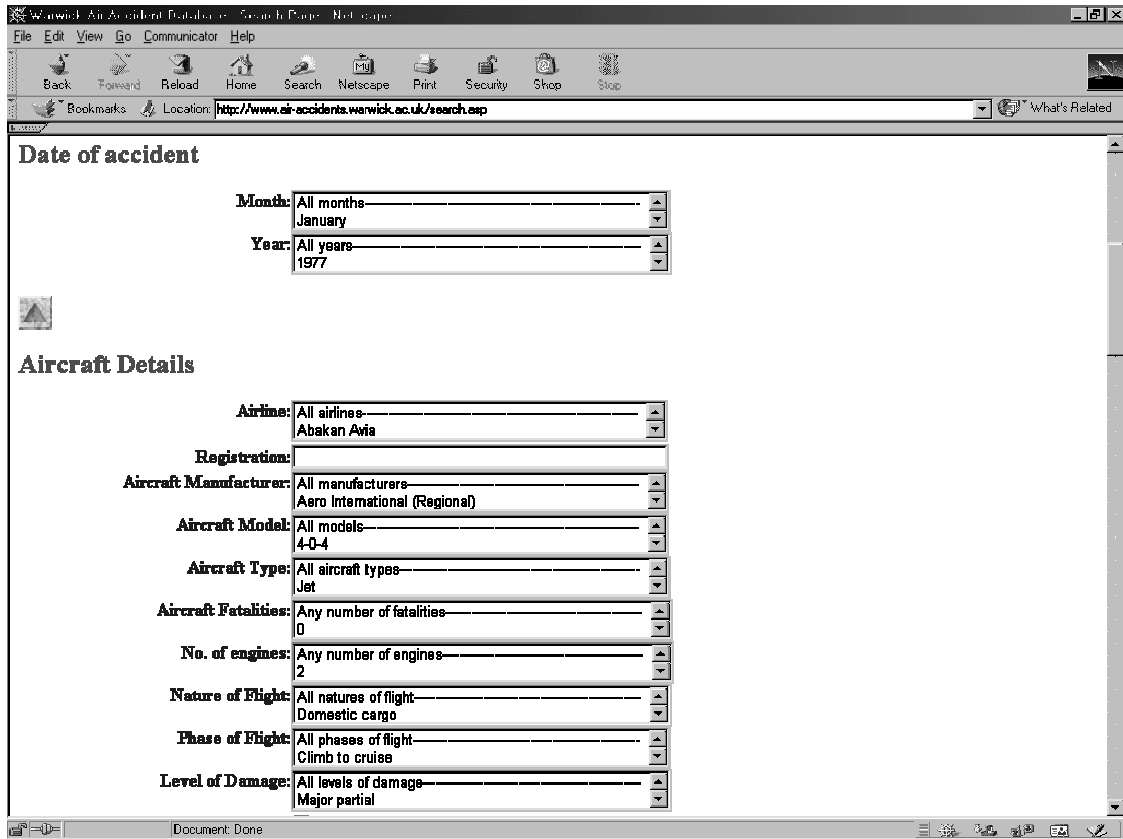 Warwick Air Accident Database - Search Page - Netscape
File Edit View Go Communicator Help
Back Forward Reload Home Search Netscape Print Security Shop Stop
Bookmarks Location: http://www.air-accidents.warwick.ac.uk/search.asp What's Related
Date of accident
Month: All months
January
Year: All years
1977
Aircraft Details
Airline: All airlines
Abakan Avia
Registration:
Aircraft Manufacturer: All manufacturers
Aero International (Regional)
Aircraft Model: All models
4-0-4
Aircraft Type: All aircraft types
Jet
Aircraft Fatalities: Any number of fatalities
0
No. of engines: Any number of engines
2
Nature of Flight: All natures of flight
Domestic cargo
Phase of Flight: All phases of flight
Climb to cruise
Level of Damage: All levels of damage
Major partial
Document: Done